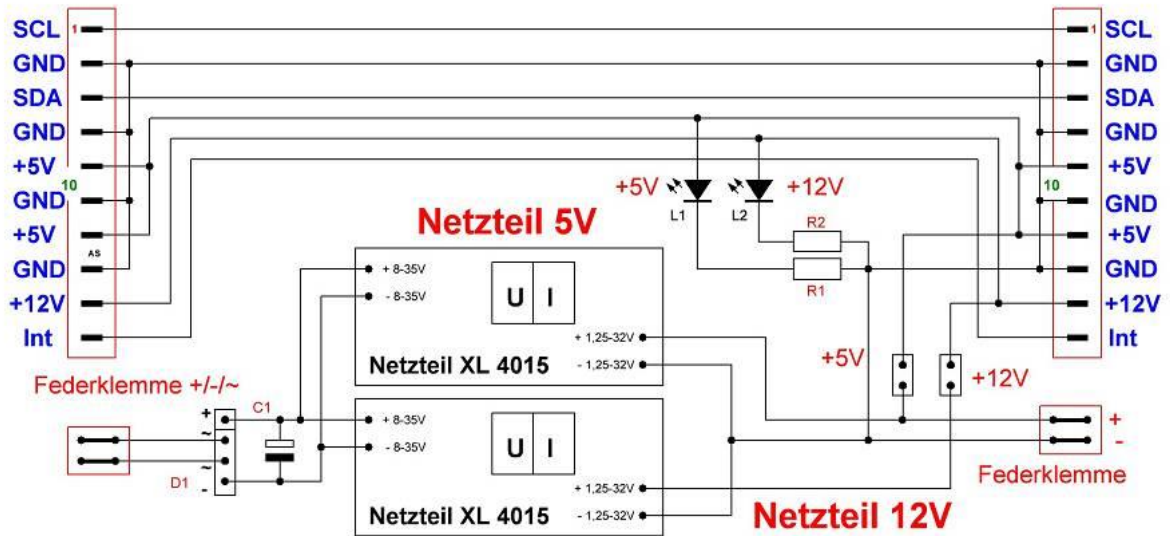 SCL 1
GND
SDA
GND
+5V
10
GND
+5V
AS
GND
+12V
Int
1 SCL
GND
SDA
GND
+5V
10
GND
+5V
GND
+12V
Int
+5V
L1
L2
+12V
R2
R1
Netzteil 5V
+ 8-35V
- 8-35V
U I
+ 1,25-32V
- 1,25-32V
Netzteil XL 4015
+5V
+12V
Federklemme +/-/~
+
~
~
-
C1
D1
+ 8-35V
- 8-35V
U I
+ 1,25-32V
- 1,25-32V
Netzteil XL 4015
Netzteil 12V
+
-
Federklemme